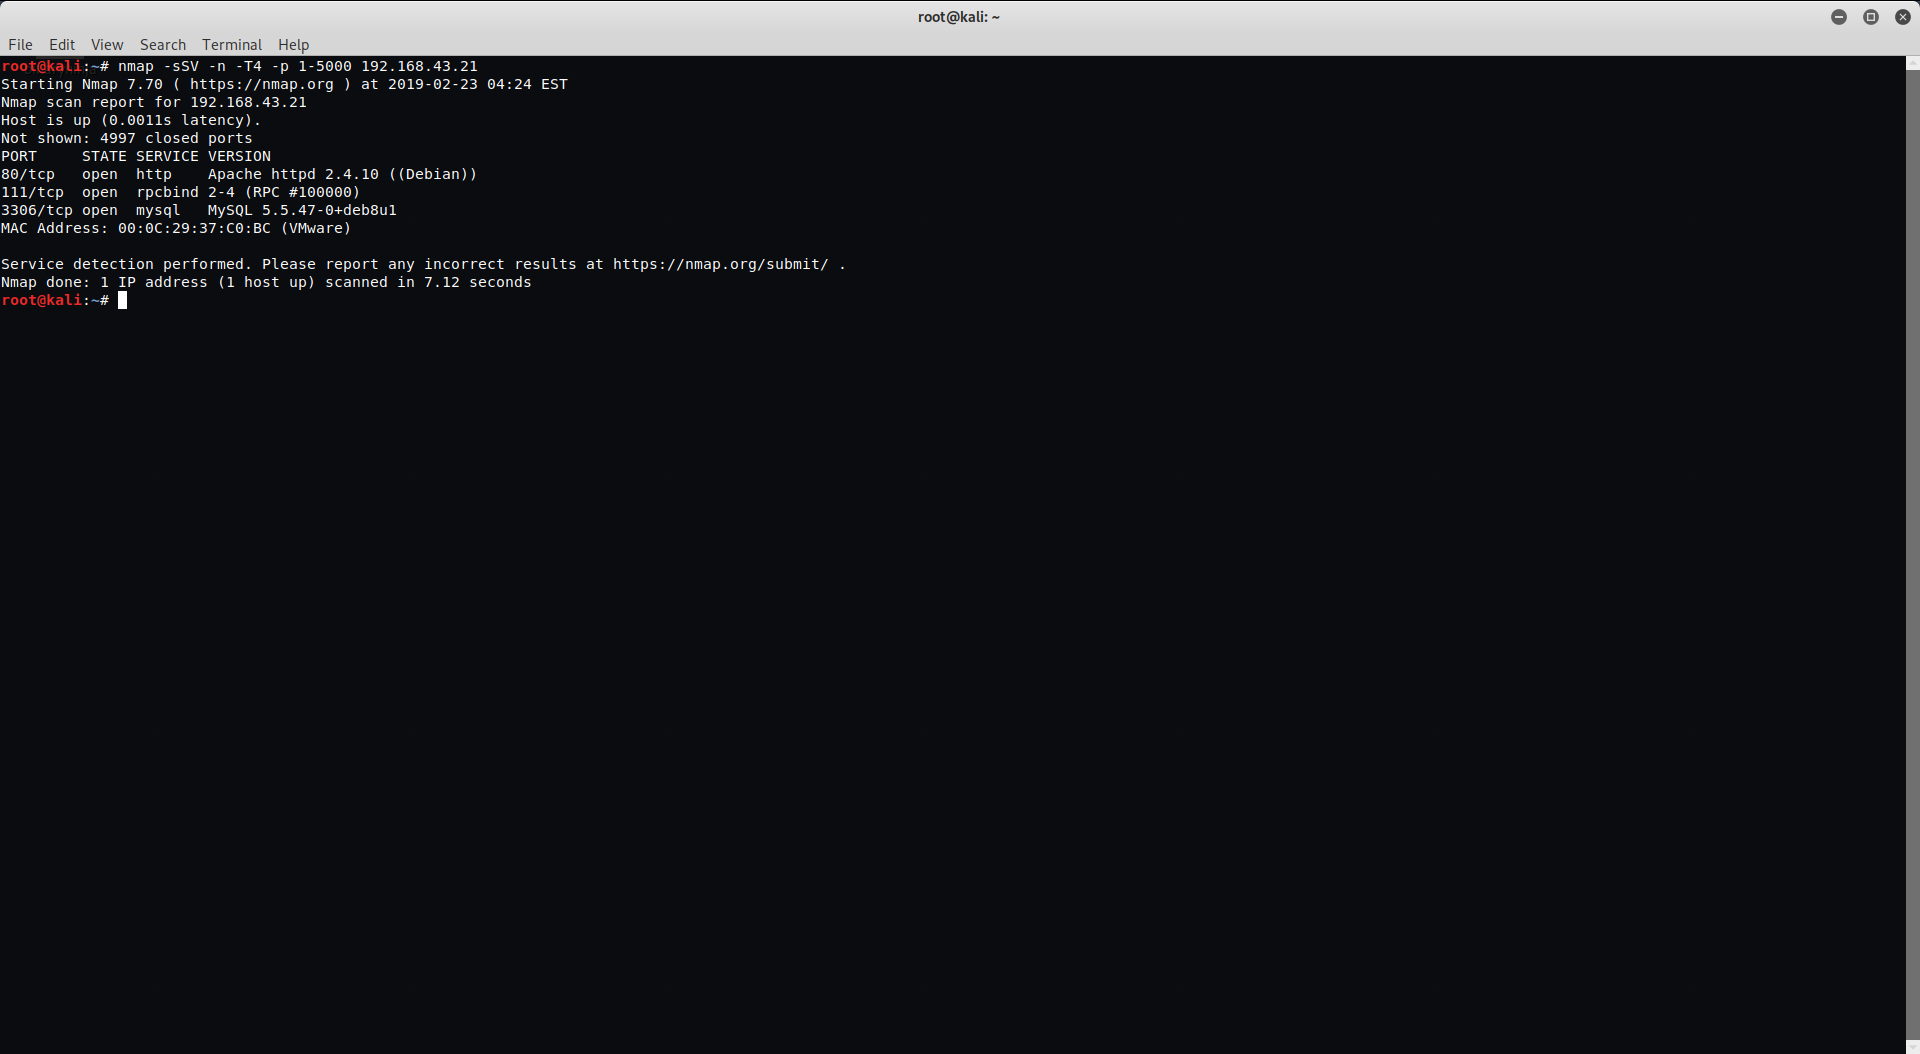 root@kali: ~
File Edit View Search Terminal Help
root@kali:~# nmap -sSV -n -T4 -p 1-5000 192.168.43.21
Starting Nmap 7.70 ( https://nmap.org ) at 2019-02-23 04:24 EST
Nmap scan report for 192.168.43.21
Host is up (0.0011s latency).
Not shown: 4997 closed ports
PORT     STATE SERVICE VERSION
80/tcp   open  http    Apache httpd 2.4.10 ((Debian))
111/tcp  open  rpcbind 2-4 (RPC #100000)
3306/tcp open  mysql   MySQL 5.5.47-0+deb8u1
MAC Address: 00:0C:29:37:C0:BC (VMware)
Service detection performed. Please report any incorrect results at https://nmap.org/submit/ .
Nmap done: 1 IP address (1 host up) scanned in 7.12 seconds
root@kali:~#